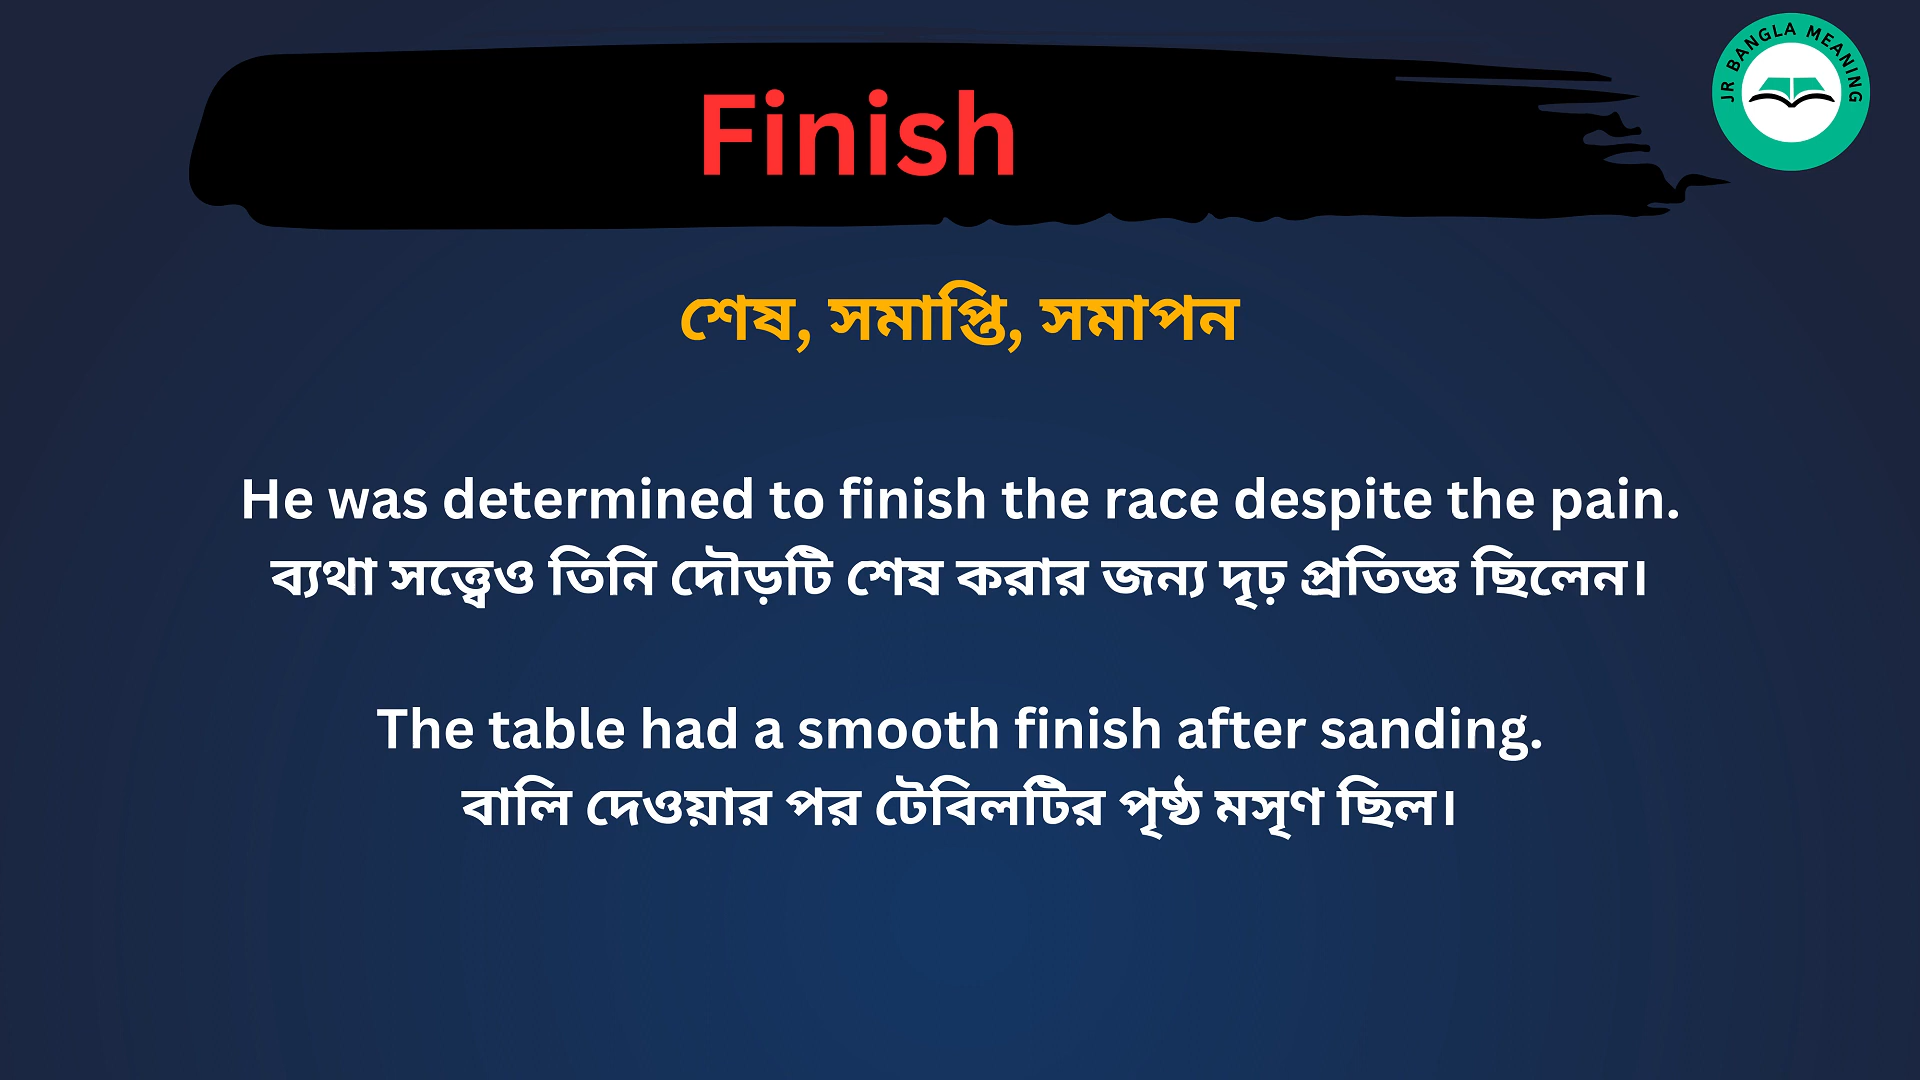 JR BANGLA MEANING
Finish
শেষ, সমাপ্তি, সমাপন
He was determined to finish the race despite the pain.
ব্যথা সত্ত্বেও তিনি দৌড়টি শেষ করার জন্য দৃঢ় প্রতিজ্ঞ ছিলেন।
The table had a smooth finish after sanding.
বালি দেওয়ার পর টেবিলটির পৃষ্ঠ মসৃণ ছিল।